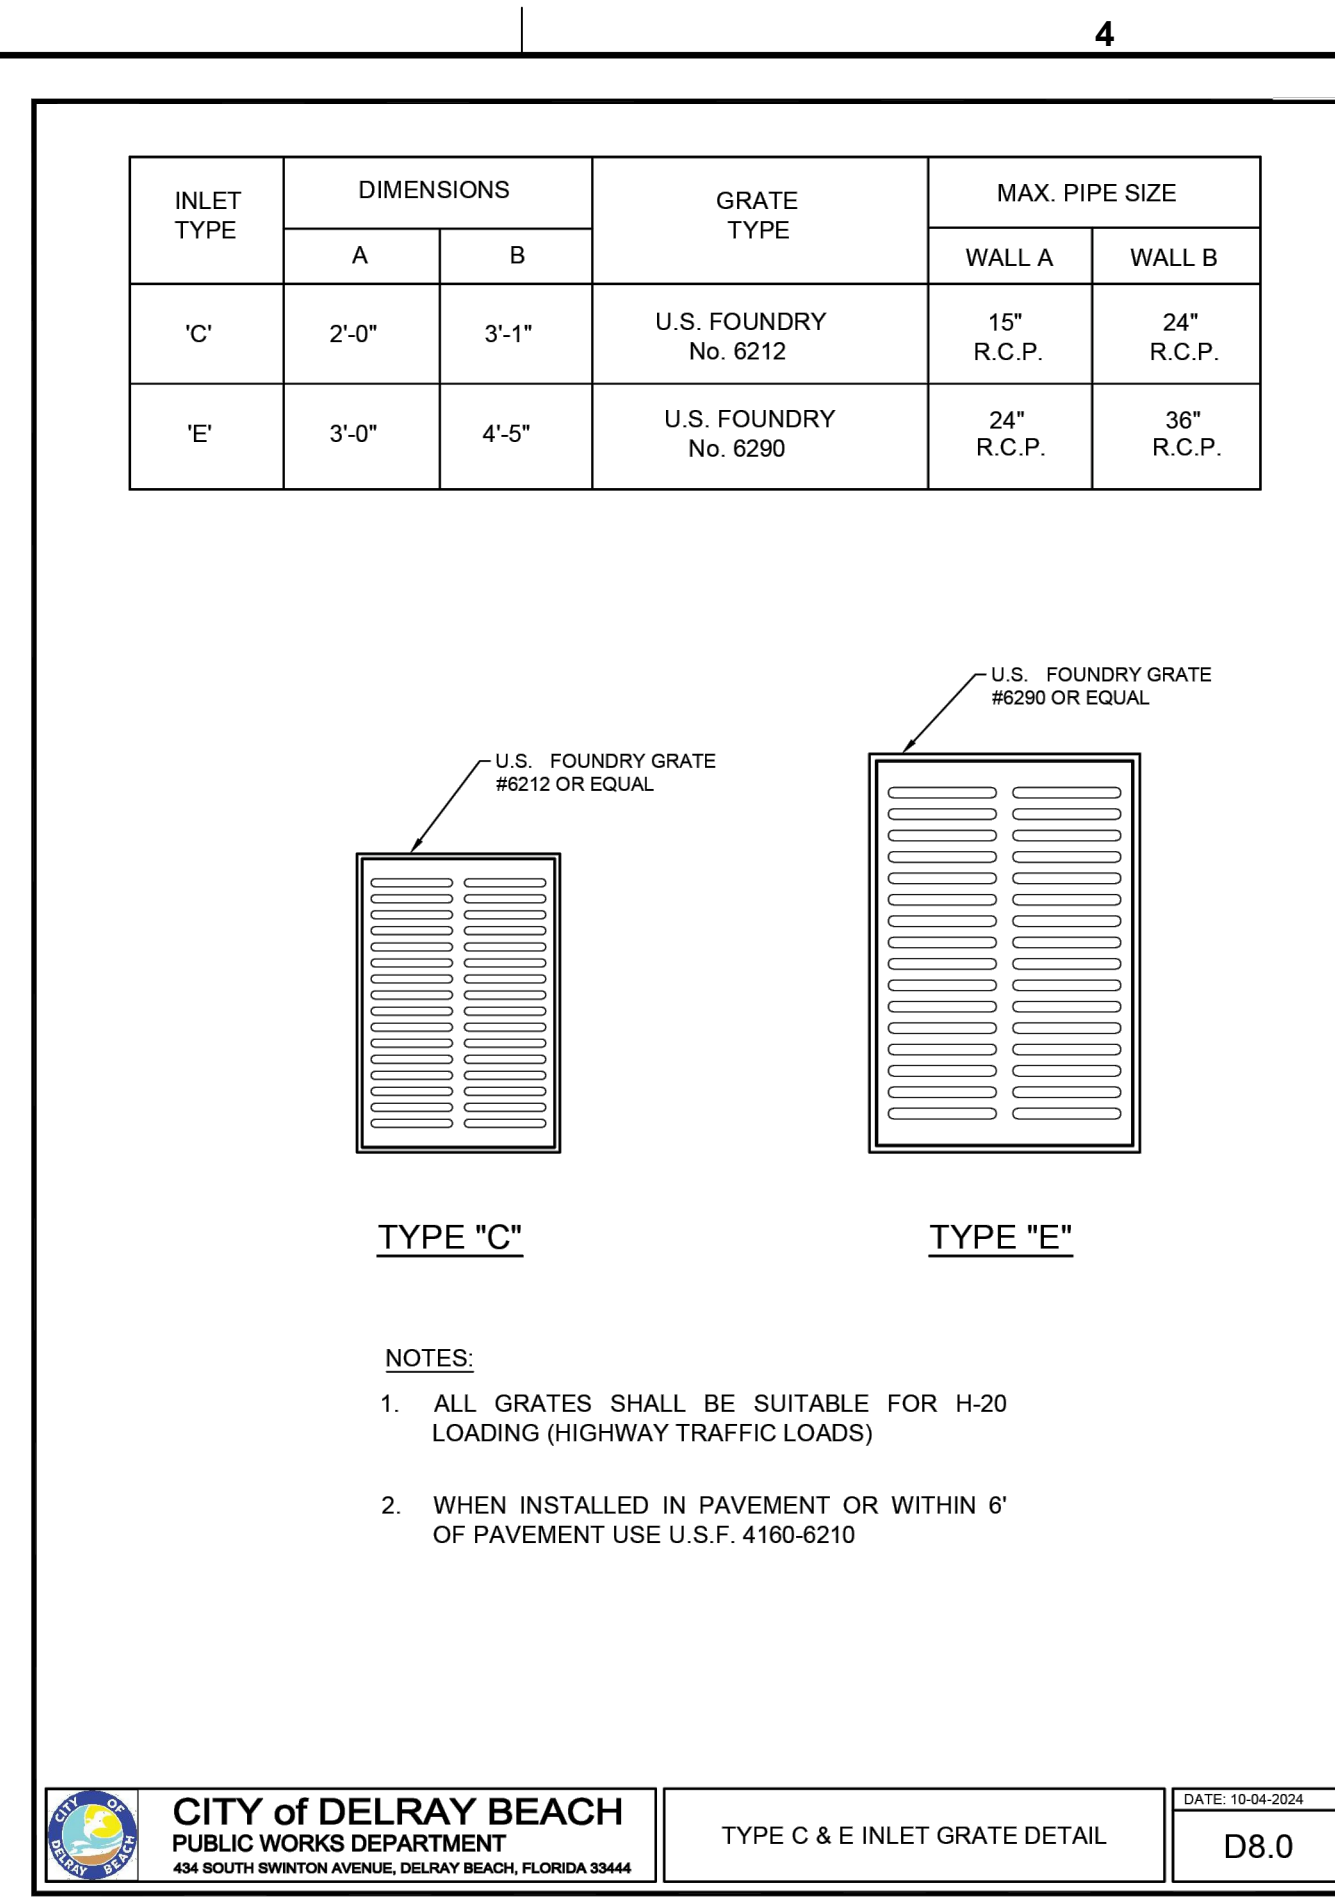 4
INLET TYPE
DIMENSIONS
GRATE TYPE
MAX. PIPE SIZE
A
B
WALL A
WALL B
'C'
2'-0"
3'-1"
U.S. FOUNDRY
No. 6212
15"
R.C.P.
24"
R.C.P.
'E'
3'-0"
4'-5"
U.S. FOUNDRY
No. 6290
24"
R.C.P.
36"
R.C.P.
U.S. FOUNDRY GRATE
#6290 OR EQUAL
U.S. FOUNDRY GRATE
#6212 OR EQUAL
TYPE "C"
TYPE "E"
NOTES:
1. ALL GRATES SHALL BE SUITABLE FOR H-20
LOADING (HIGHWAY TRAFFIC LOADS)
2. WHEN INSTALLED IN PAVEMENT OR WITHIN 6'
OF PAVEMENT USE U.S.F. 4160-6210
CITY OF
DELRAY BEACH
CITY of DELRAY BEACH
PUBLIC WORKS DEPARTMENT
434 SOUTH SWINTON AVENUE, DELRAY BEACH, FLORIDA 33444
TYPE C & E INLET GRATE DETAIL
DATE: 10-04-2024
D8.0